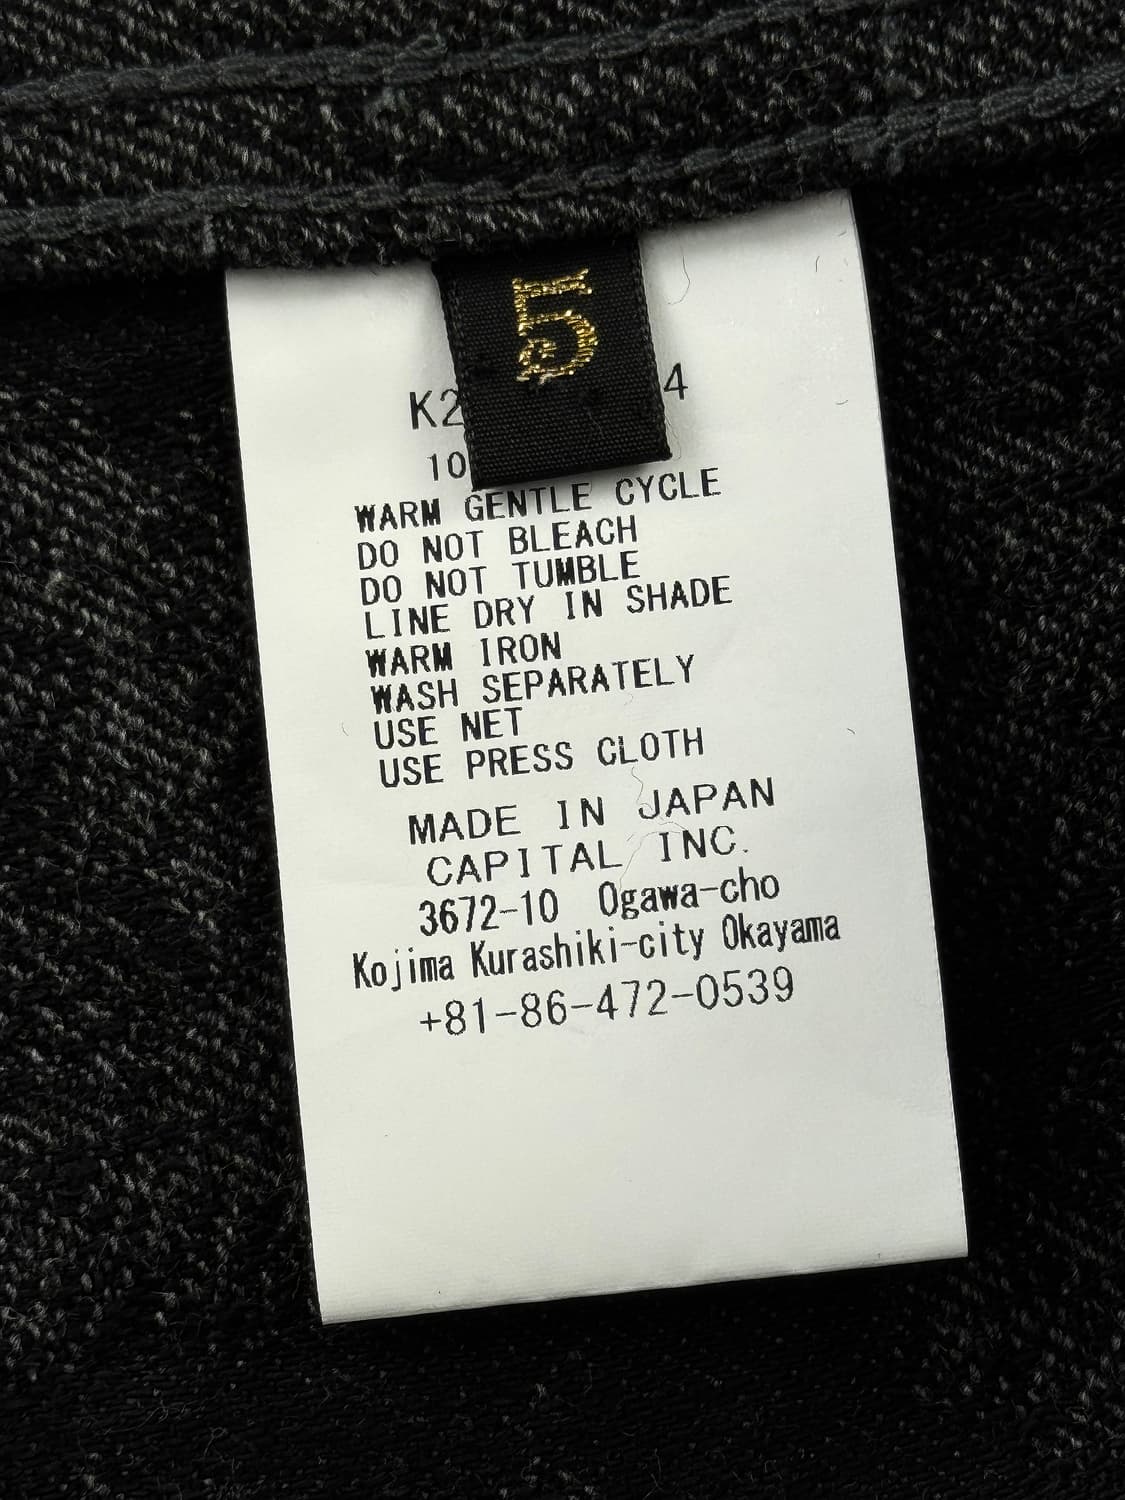 5
K2 4
10
WARM GENTLE CYCLE
DO NOT BLEACH
DO NOT TUMBLE
LINE DRY IN SHADE
WARM IRON
WASH SEPARATELY
USE NET
USE PRESS CLOTH
MADE IN JAPAN
CAPITAL INC.
3672-10 Ogawa-cho
Kojima Kurashiki-city Okayama
+81-86-472-0539